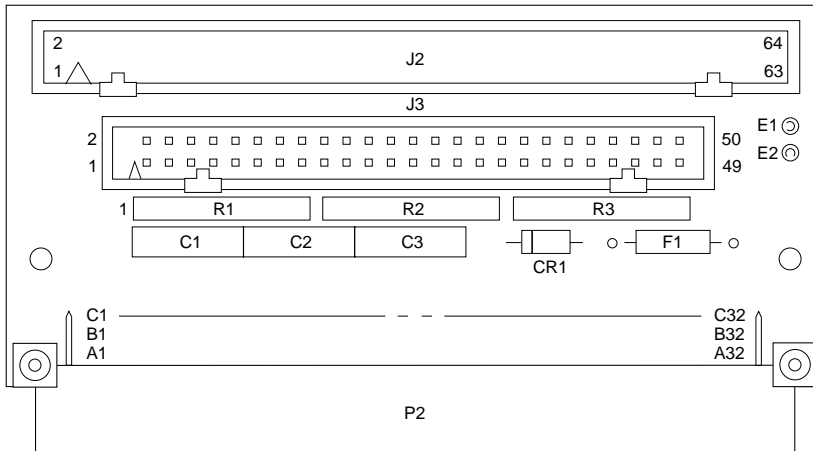 2 64
J2
1 63
J3
E1
2 50
E2
1 49
1 R1 R2 R3
C1 C2 C3 F1
CR1
C1 C32
B1 B32
A1 A32
P2